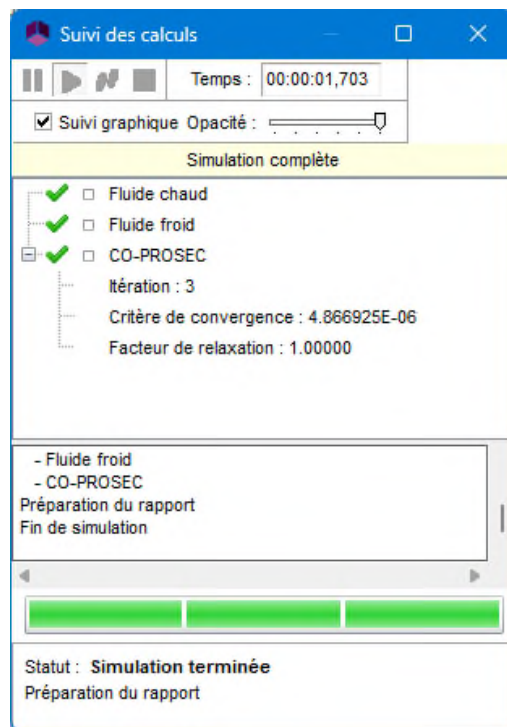 Suivi des calculs
Temps : 00:00:01,703
Suivi graphique Opacité :
Simulation complète
Fluide chaud
Fluide froid
CO-PROSEC
Itération : 3
Critère de convergence : 4.866925E-06
Facteur de relaxation : 1.00000
- Fluide froid
- CO-PROSEC
Préparation du rapport
Fin de simulation
Statut : Simulation terminée
Préparation du rapport